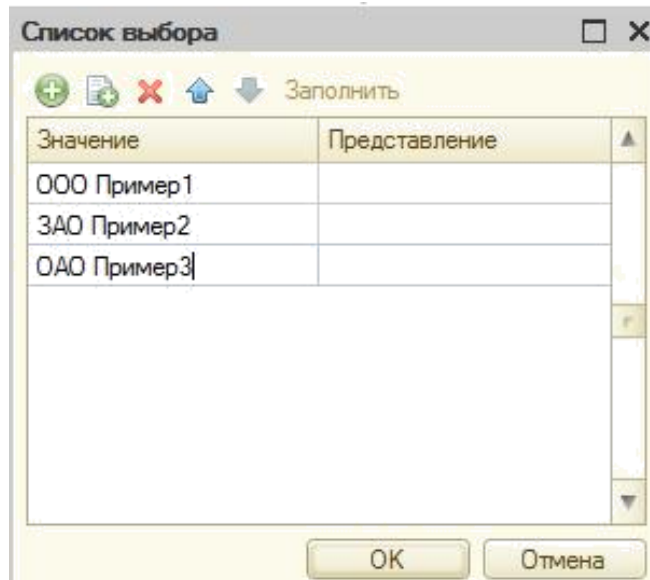 Список выбора
Заполнить
Значение Представление
ООО Пример1
ЗАО Пример2
ОАО Пример3
OK Отмена